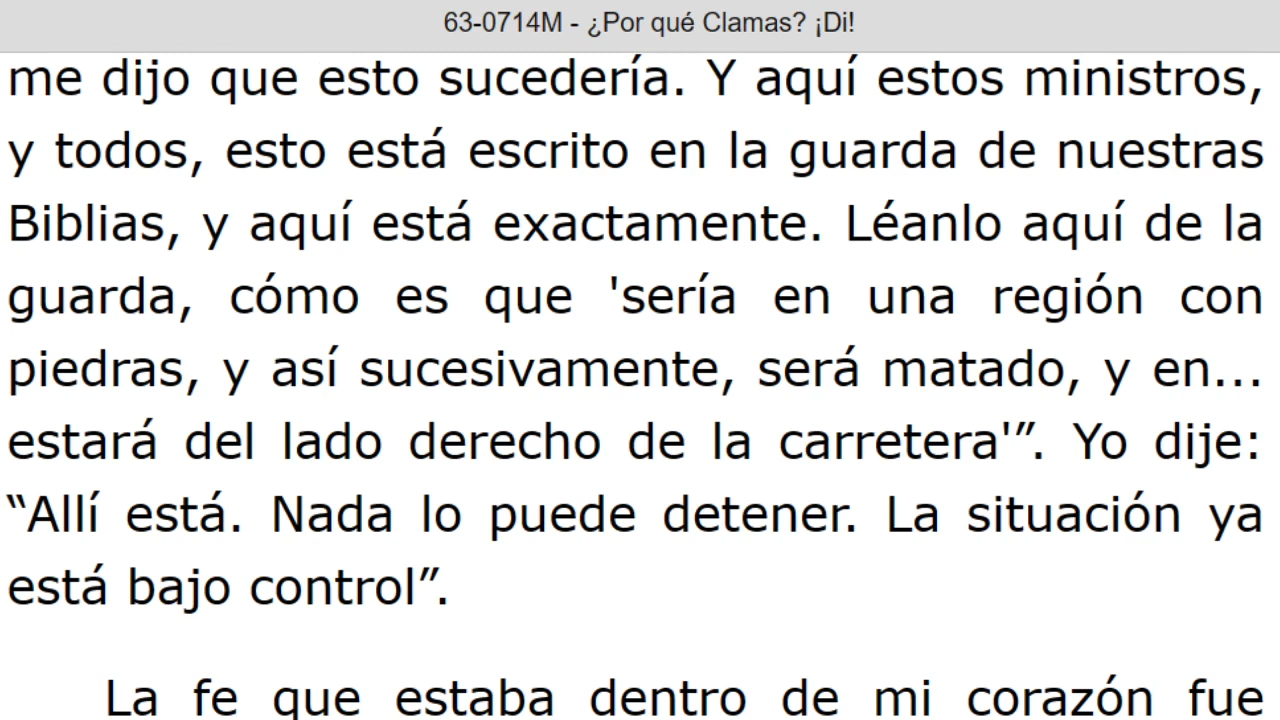 63-0714M - ¿Por qué Clamas? ¡Di!
me dijo que esto sucedería. Y aquí estos ministros,
y todos, esto está escrito en la guarda de nuestras
Biblias, y aquí está exactamente. Léanlo aquí de la
guarda, cómo es que 'sería en una región con
piedras, y así sucesivamente, será matado, y en...
estará del lado derecho de la carretera'”. Yo dije:
“Allí está. Nada lo puede detener. La situación ya
está bajo control”.
La fe que estaba dentro de mi corazón fue